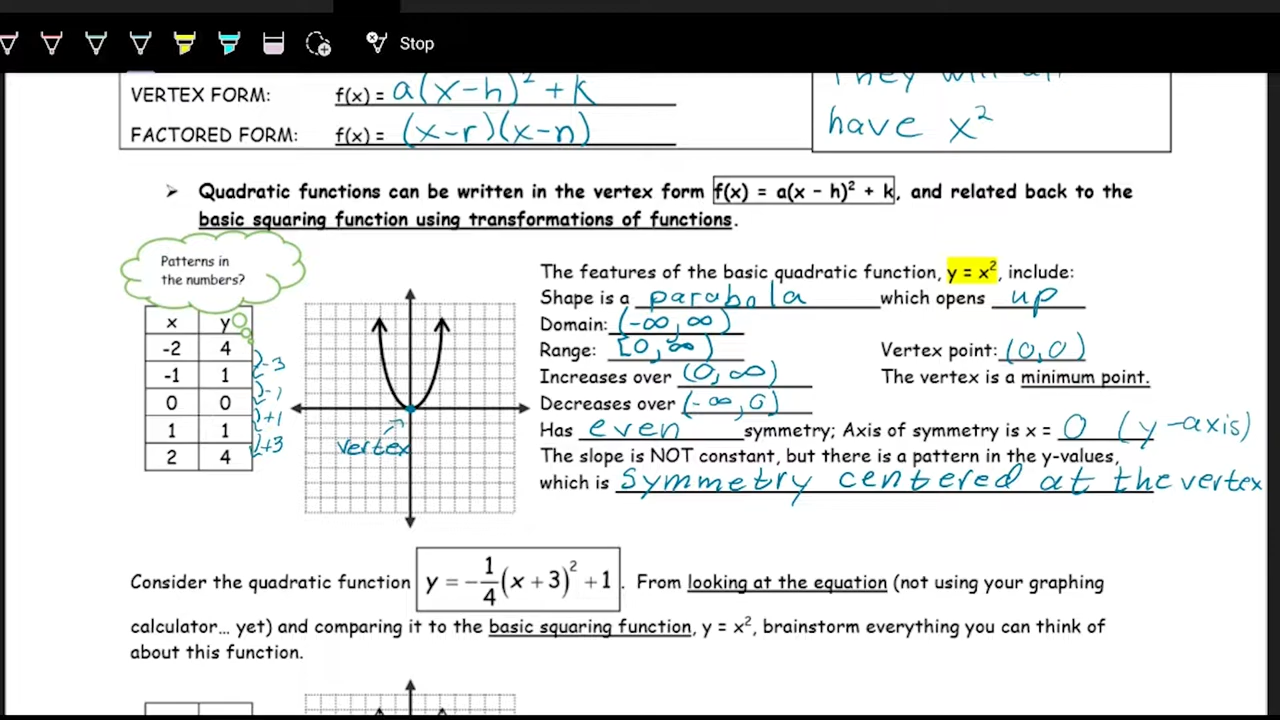 Stop
They will all
VERTEX FORM: f(x) = a(x-h)² + k
FACTORED FORM: f(x) = (x-r)(x-n)
have x²
➢ Quadratic functions can be written in the vertex form f(x) = a(x – h)² + k, and related back to the
basic squaring function using transformations of functions.
Patterns in
the numbers?
x y
-2 4
-1 1
0 0
1 1
2 4
-3
-1
+1
+3
vertex
The features of the basic quadratic function, y = x², include:
Shape is a parabola which opens up
Domain: (-∞, ∞)
Range: [0, ∞) Vertex point: (0,0)
Increases over (0, ∞) The vertex is a minimum point.
Decreases over (-∞, 0)
Has even symmetry; Axis of symmetry is x = 0 (y-axis)
The slope is NOT constant, but there is a pattern in the y-values,
which is symmetry centered at the vertex
Consider the quadratic function y = -1/4(x + 3)² + 1. From looking at the equation (not using your graphing
calculator... yet) and comparing it to the basic squaring function, y = x², brainstorm everything you can think of
about this function.